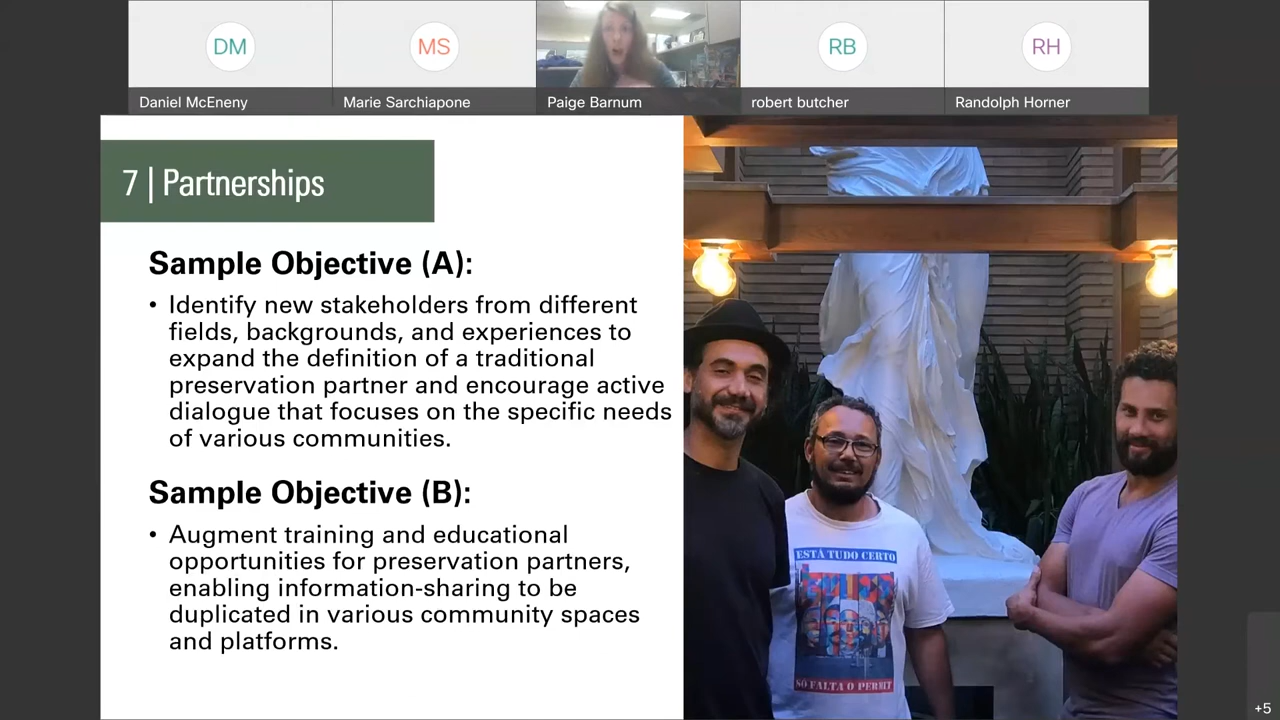 DM
MS
RB
RH
Daniel McEneny
Marie Sarchiapone
Paige Barnum
robert butcher
Randolph Horner
7 | Partnerships
Sample Objective (A):
• Identify new stakeholders from different
fields, backgrounds, and experiences to
expand the definition of a traditional
preservation partner and encourage active
dialogue that focuses on the specific needs
of various communities.
Sample Objective (B):
• Augment training and educational
opportunities for preservation partners,
enabling information-sharing to be
duplicated in various community spaces
and platforms.
ESTÁ TUDO CERTO
SÓ FALTA O PERMIT
+5